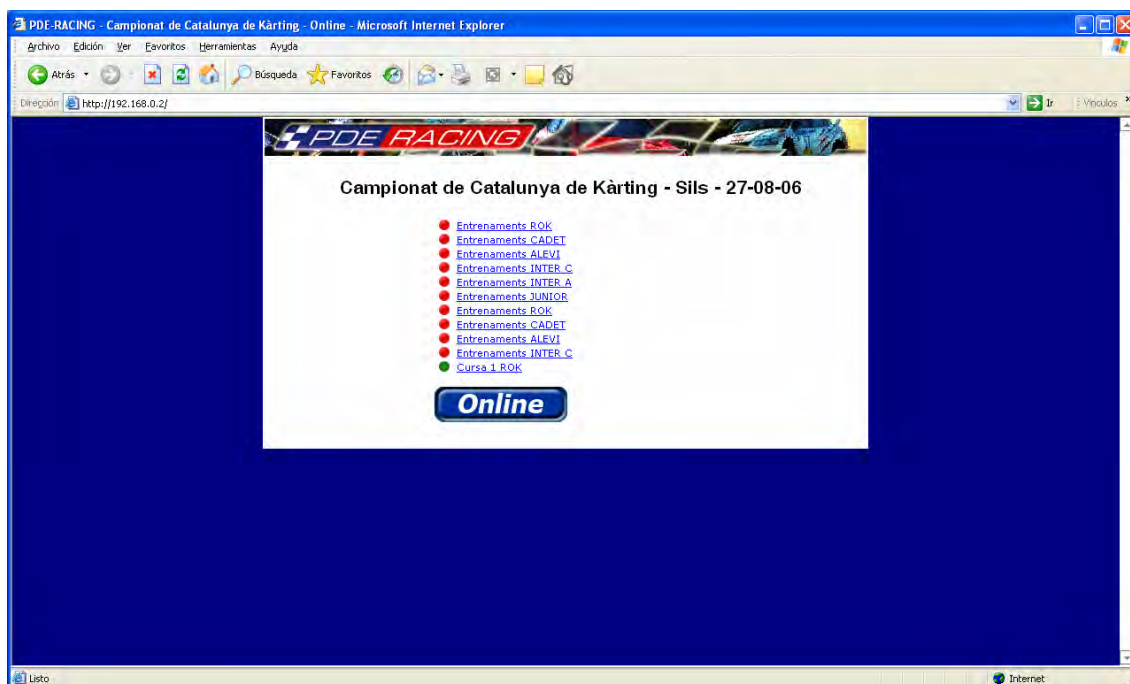 PDE-RACING - Campionat de Catalunya de Kàrting - Online - Microsoft Internet Explorer
Archivo Edición Ver Favoritos Herramientas Ayuda
Atrás Búsqueda Favoritos
Dirección http://192.168.0.2/ Ir Vínculos
PDE RACING
Campionat de Catalunya de Kàrting - Sils - 27-08-06
Entrenaments ROK
Entrenaments CADET
Entrenaments ALEVI
Entrenaments INTER C
Entrenaments INTER A
Entrenaments JUNIOR
Entrenaments ROK
Entrenaments CADET
Entrenaments ALEVI
Entrenaments INTER C
Cursa 1 ROK
Online
Listo Internet